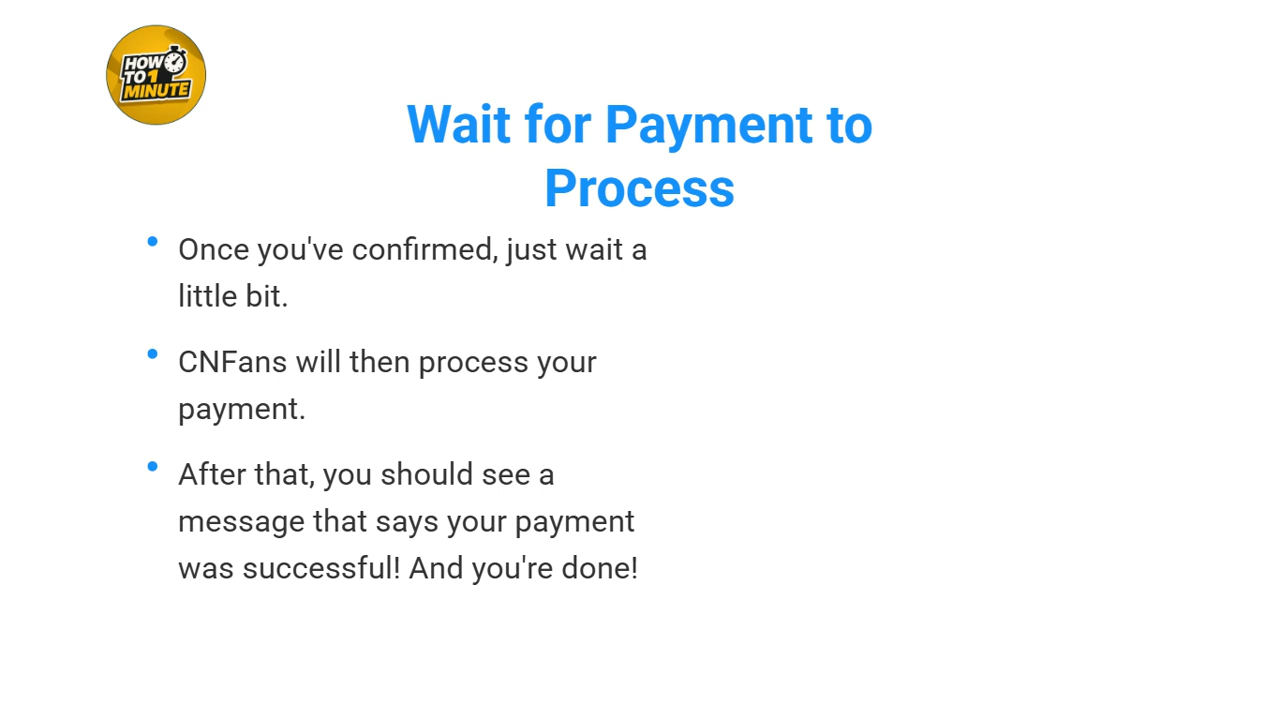 HOW
TO 1
MINUTE
Wait for Payment to
Process
Once you've confirmed, just wait a
little bit.
CNFans will then process your
payment.
After that, you should see a
message that says your payment
was successful! And you're done!